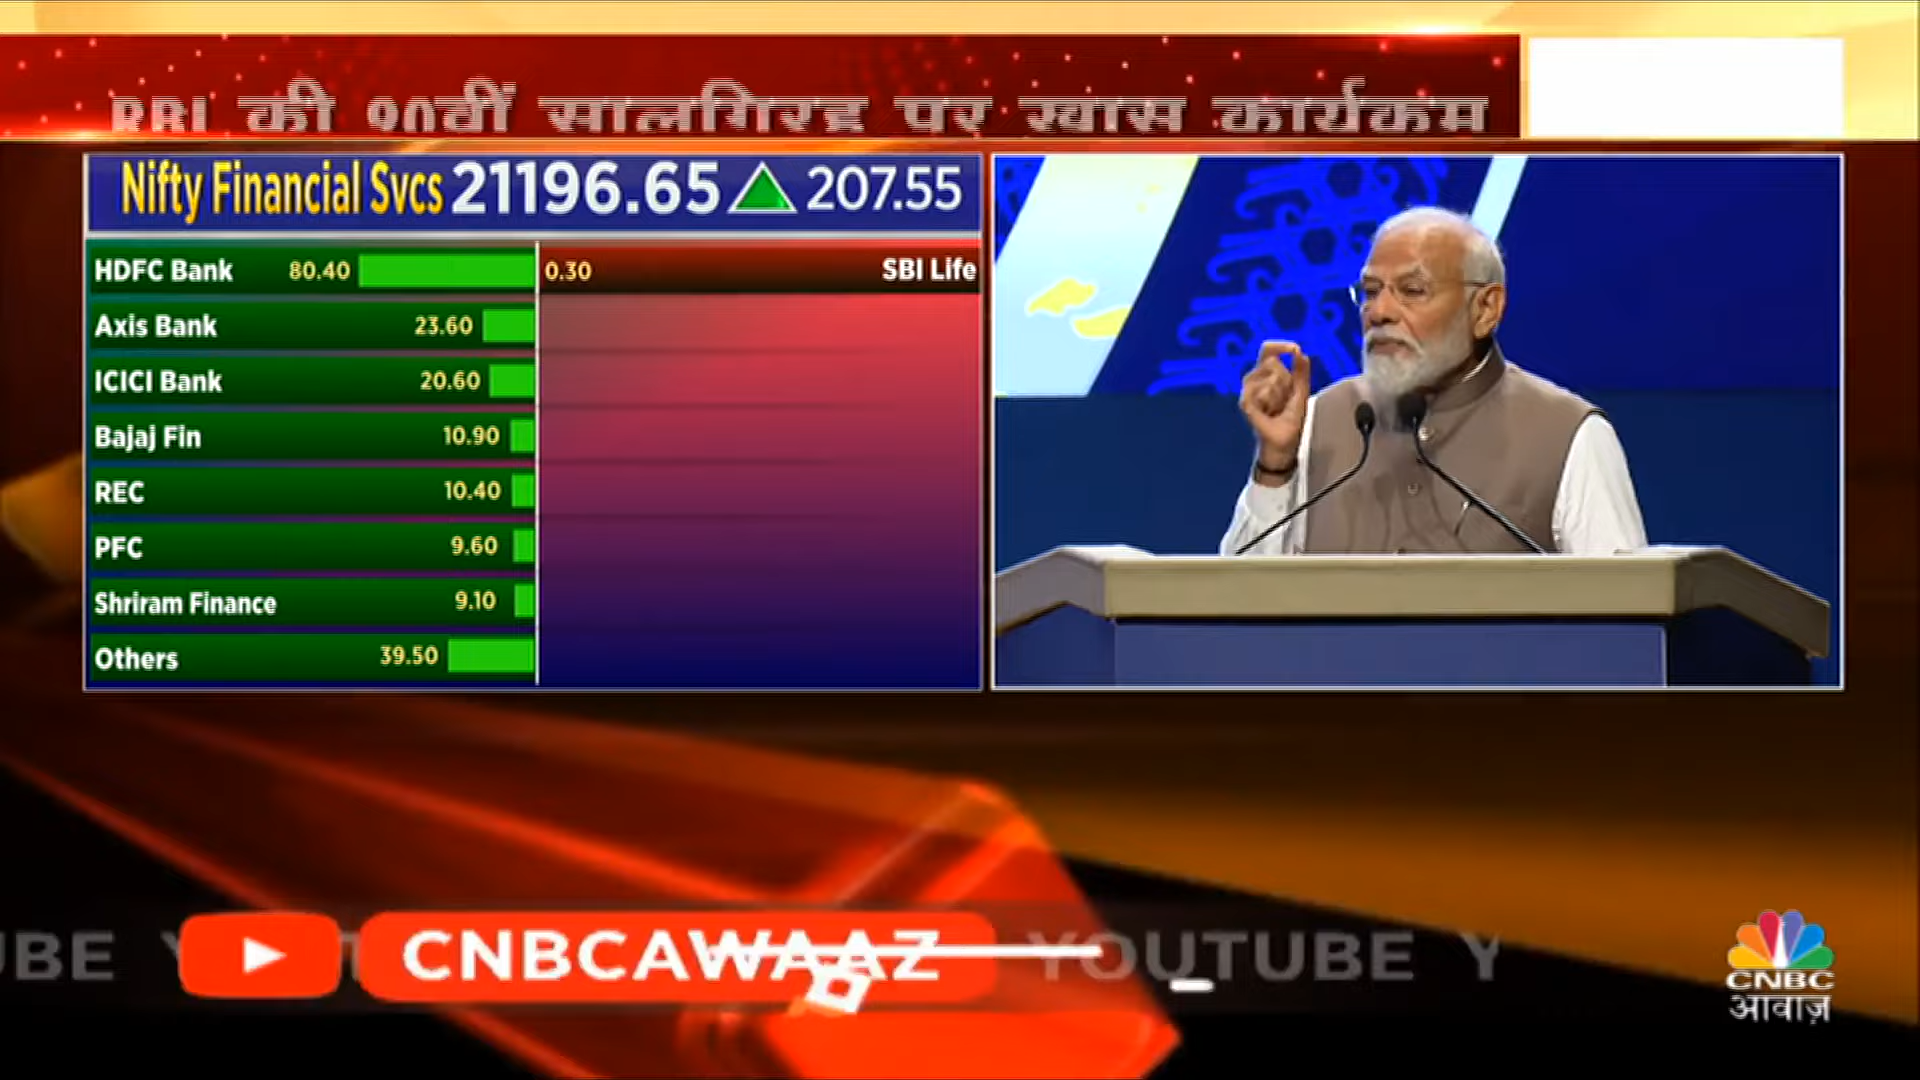 RBI की 90वीं सालगिरह पर खास कार्यक्रम
Nifty Financial Svcs 21196.65 207.55
HDFC Bank 80.40 0.30 SBI Life
Axis Bank 23.60
ICICI Bank 20.60
Bajaj Fin 10.90
REC 10.40
PFC 9.60
Shriram Finance 9.10
Others 39.50
UBE Y CNBCAWAAZ YOUTUBE Y
CNBC
आवाज़